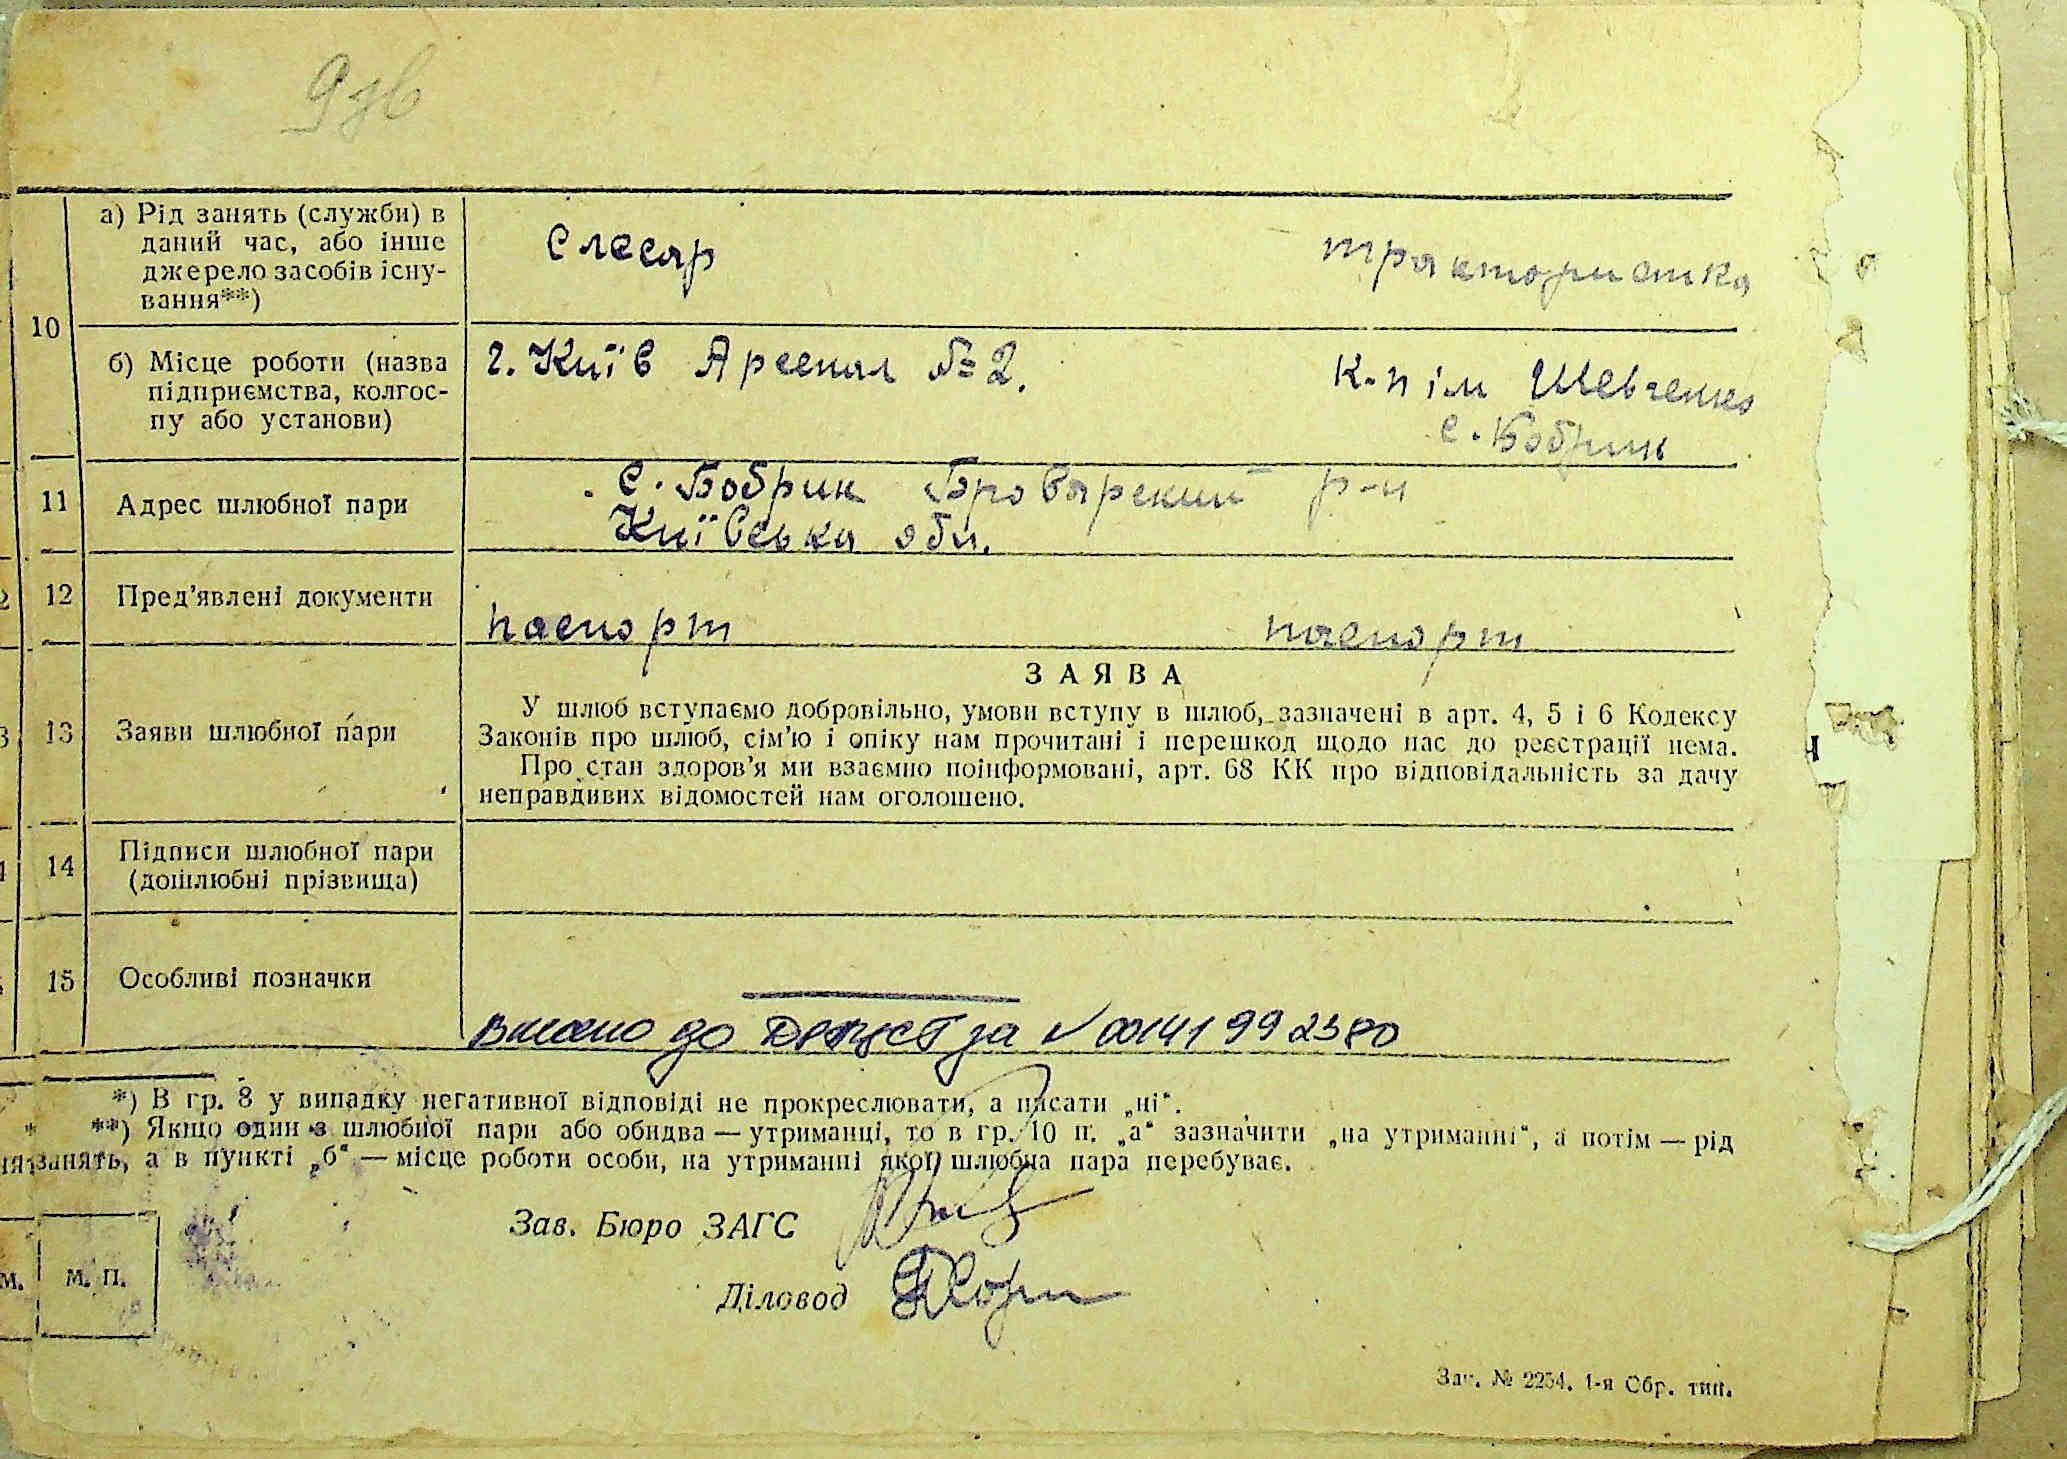 10
а) Рід занять (служби) в
даний час, або інше
джерело засобів існу-
вання**)
Слесар
трактористка
б) Місце роботи (назва
підприємства, колгос-
пу або установи)
г. Київ Арсенал № 2.
к-п ім Шевченко
с. Бобрик
11
Адрес шлюбної пари
с. Бобрик Броварский р-н
Київська обл.
12
Пред’явлені документи
паспорт
паспорт
13
Заяви шлюбної пари
ЗАЯВА
У шлюб вступаємо добровільно, умови вступу в шлюб, зазначені в арт. 4, 5 і 6 Кодексу
Законів про шлюб, сім’ю і опіку нам прочитані і перешкод щодо нас до реєстрації нема.
Про стан здоров’я ми взаємно поінформовані, арт. 68 КК про відповідальність за дачу
неправдивих відомостей нам оголошено.
14
Підписи шлюбної пари
(дошлюбні прізвища)
15
Особливі позначки
Внесено до за № 00141992380
*) В гр. 8 у випадку негативної відповіді не прокреслювати, а писати „ні“.
**) Якщо один з шлюбної пари або обидва — утриманці, то в гр. 10 п. „а“ зазначити „на утриманні“, а потім — рід
занять, а в пункті „б“ — місце роботи особи, на утриманні якої шлюбна пара перебуває.
Зав. Бюро ЗАГС
М. П.
Діловод
Зак. № 2254. 1-я Обр. тип.